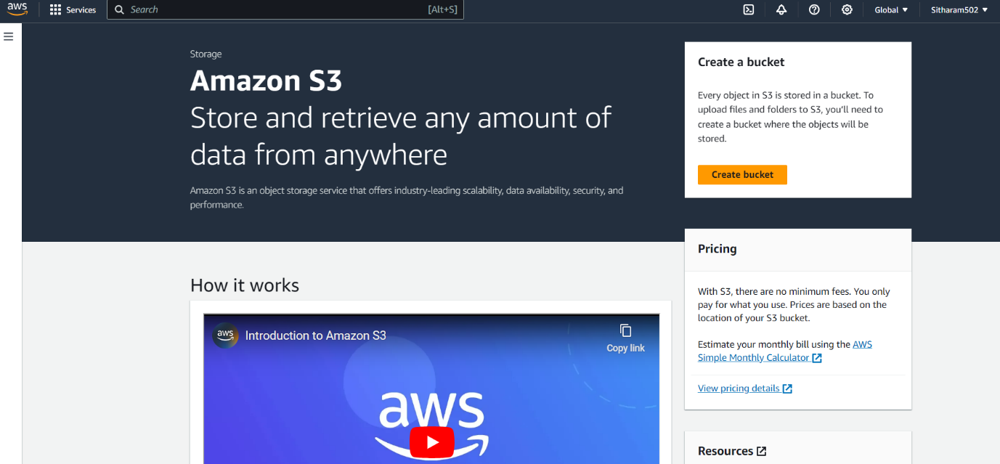 aws
Services
Search
[Alt+S]
Global
Sitharam502
Storage
Amazon S3
Store and retrieve any amount of
data from anywhere
Amazon S3 is an object storage service that offers industry-leading scalability, data availability, security, and
performance.
Create a bucket
Every object in S3 is stored in a bucket. To
upload files and folders to S3, you'll need to
create a bucket where the objects will be
stored.
Create bucket
How it works
aws
Introduction to Amazon S3
Copy link
aws
Pricing
With S3, there are no minimum fees. You only
pay for what you use. Prices are based on the
location of your S3 bucket.
Estimate your monthly bill using the AWS
Simple Monthly Calculator
View pricing details
Resources